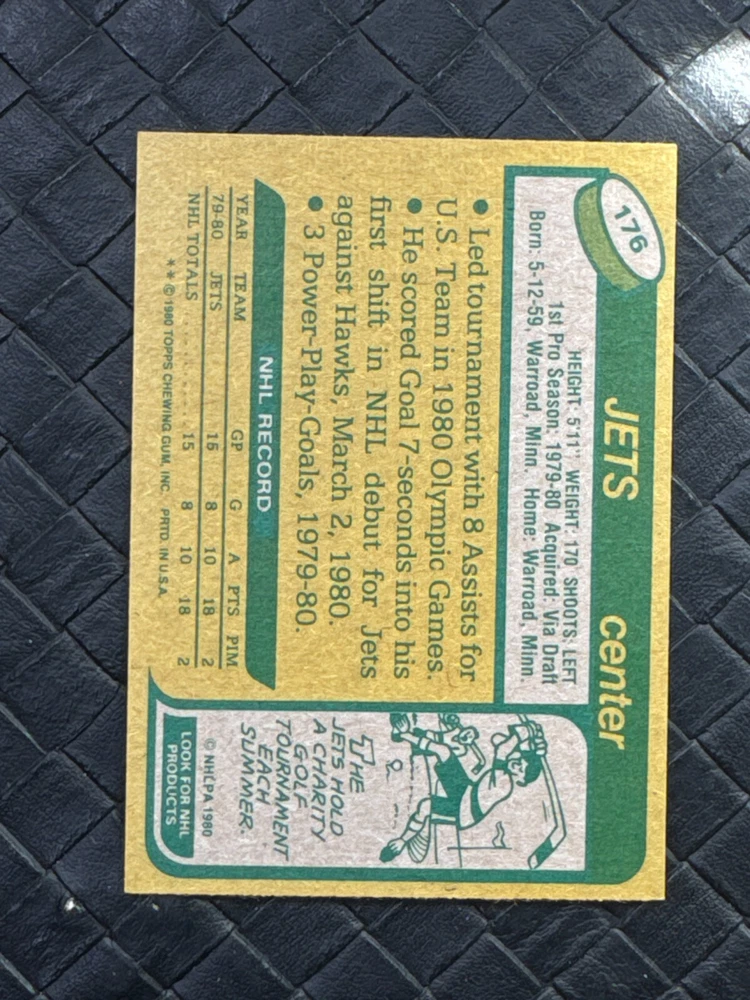 176
JETS center
HEIGHT: 5'11" WEIGHT: 170 SHOOTS: LEFT
1st Pro Season: 1979-80 Acquired: Via Draft
Born: 5-12-59, Warroad, Minn. Home: Warroad, Minn.
● Led tournament with 8 Assists for
U.S. Team in 1980 Olympic Games.
● He scored Goal 7-seconds into his
first shift in NHL debut for Jets
against Hawks, March 2, 1980.
● 3 Power-Play-Goals, 1979-80.
NHL RECORD
YEAR TEAM GP G A PTS PIM
79-80 JETS 15 8 10 18 2
NHL TOTALS 15 8 10 18 2
** © 1980 TOPPS CHEWING GUM, INC. PRTD. IN U.S.A.
THE
JETS HOLD
A CHARITY
GOLF
TOURNAMENT
EACH
SUMMER.
© NHLPA 1980
LOOK FOR NHL
PRODUCTS